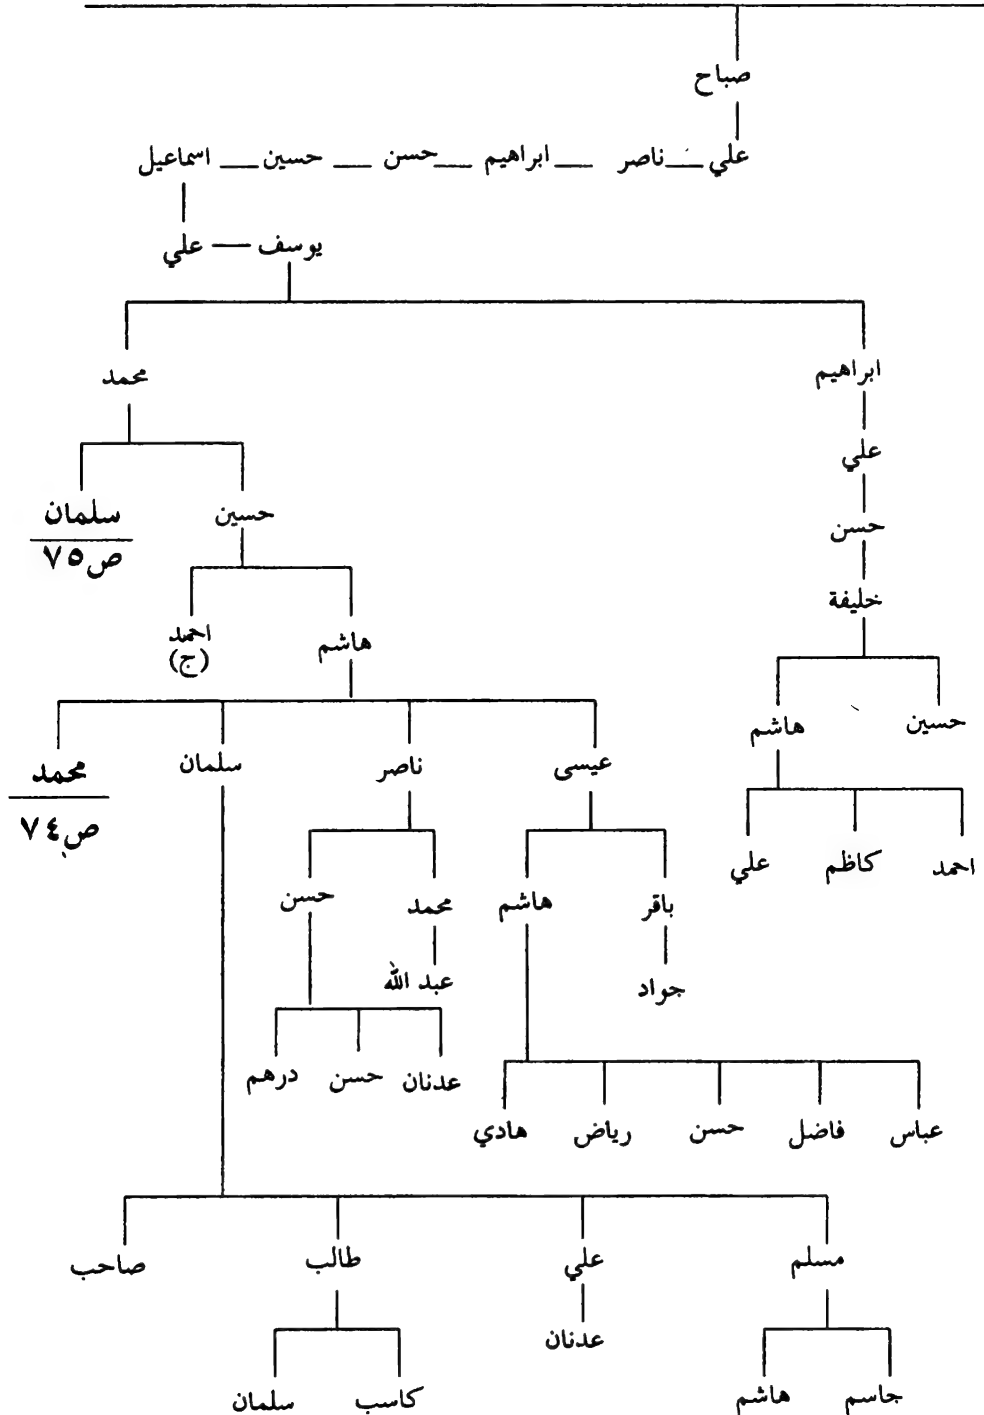 صباح
علي — ناصر — ابراهيم — حسن — حسين — اسماعيل
يوسف — علي
ابراهيم
محمد
علي
حسين
سلمان
ص٧٥
حسن
خليفة
هاشم
احمد
(ج)
حسين
هاشم
عيسى
ناصر
سلمان
محمد
ص٧٤
احمد
كاظم
علي
باقر
هاشم
محمد
حسن
جواد
عبد الله
عدنان
حسن
درهم
عباس
فاضل
حسن
رياض
هادي
مسلم
علي
طالب
صاحب
عدنان
جاسم
هاشم
كاسب
سلمان